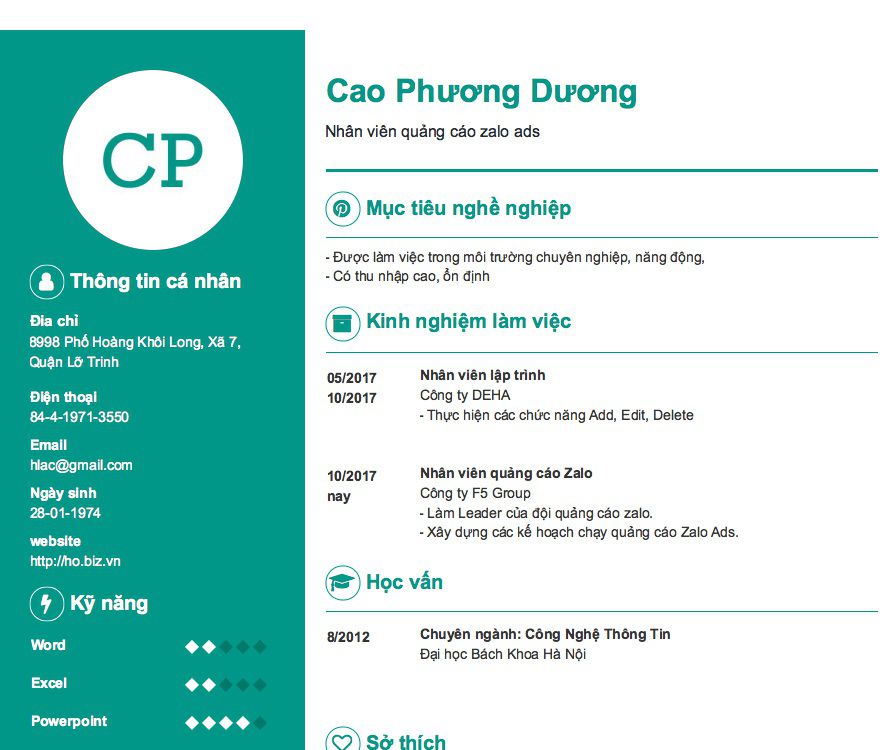 CP
Thông tin cá nhân
Địa chỉ
8998 Phố Hoàng Khôi Long, Xã 7,
Quận Lỡ Trinh
Điện thoại
84-4-1971-3550
Email
hlac@gmail.com
Ngày sinh
28-01-1974
website
http://ho.biz.vn
Kỹ năng
Word
Excel
Powerpoint
Cao Phương Dương
Nhân viên quảng cáo zalo ads
Mục tiêu nghề nghiệp
- Được làm việc trong môi trường chuyên nghiệp, năng động,
- Có thu nhập cao, ổn định
Kinh nghiệm làm việc
05/2017
10/2017
Nhân viên lập trình
Công ty DEHA
- Thực hiện các chức năng Add, Edit, Delete
10/2017
nay
Nhân viên quảng cáo Zalo
Công ty F5 Group
- Làm Leader của đội quảng cáo zalo.
- Xây dựng các kế hoạch chạy quảng cáo Zalo Ads.
Học vấn
8/2012
Chuyên ngành: Công Nghệ Thông Tin
Đại học Bách Khoa Hà Nội
Sở thích